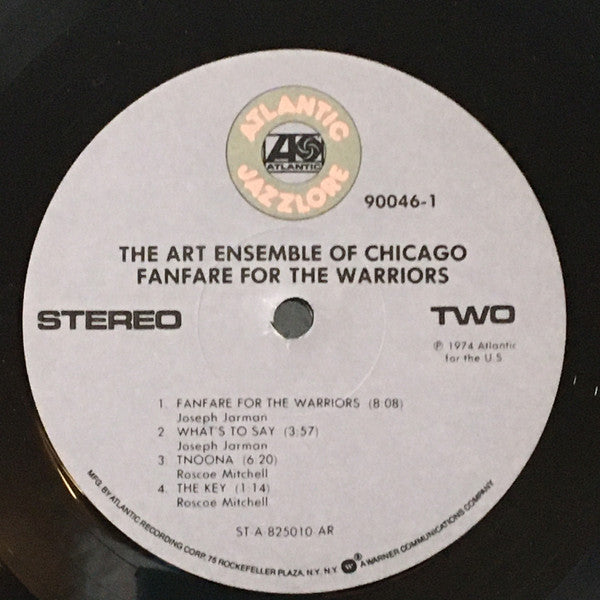 ATLANTIC
ATLANTIC
JAZZLORE
90046-1
THE ART ENSEMBLE OF CHICAGO
FANFARE FOR THE WARRIORS
STEREO
TWO
℗ 1974 Atlantic
for the U.S
1. FANFARE FOR THE WARRIORS (8:08)
Joseph Jarman
2 WHAT'S TO SAY (3:57)
Joseph Jarman
3 TNOONA (6:20)
Roscoe Mitchell
4. THE KEY (1:14)
Roscoe Mitchell
ST-A-825010-AR
MFG. BY ATLANTIC RECORDING CORP. 75 ROCKEFELLER PLAZA, N.Y. N.Y. W ® A WARNER COMMUNICATIONS COMPANY